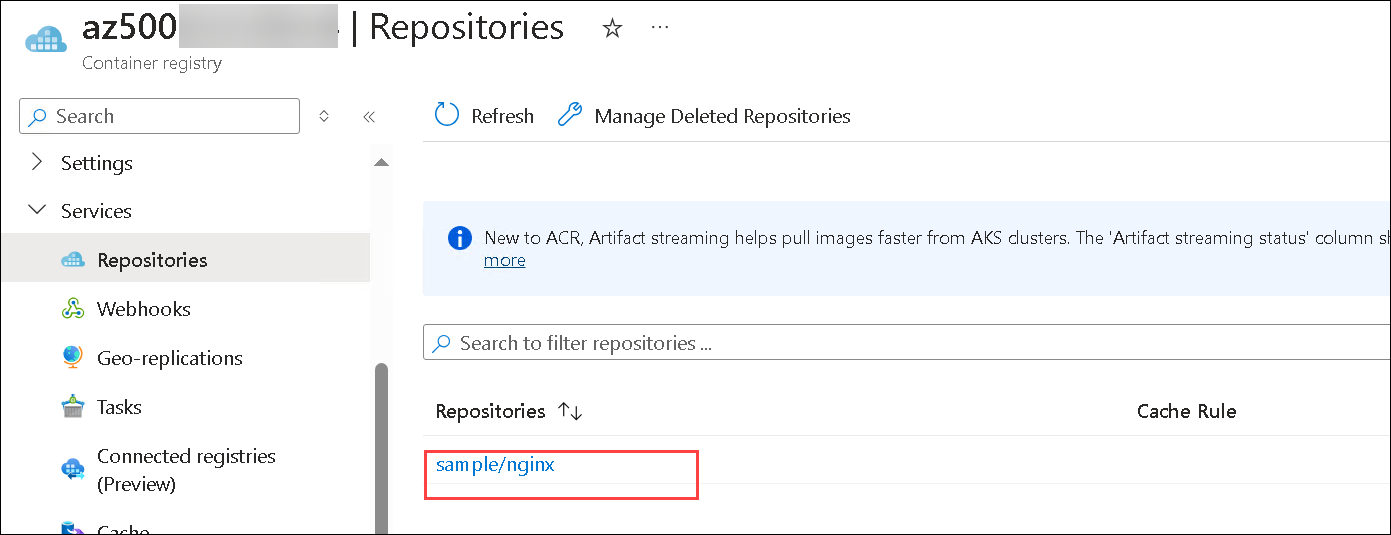 az500 | Repositories ...
Container registry
Search
Refresh
Manage Deleted Repositories
Settings
Services
Repositories
Webhooks
Geo-replications
Tasks
Connected registries
(Preview)
Cache
New to ACR, Artifact streaming helps pull images faster from AKS clusters. The 'Artifact streaming status' column
more
Search to filter repositories ...
Repositories
Cache Rule
sample/nginx